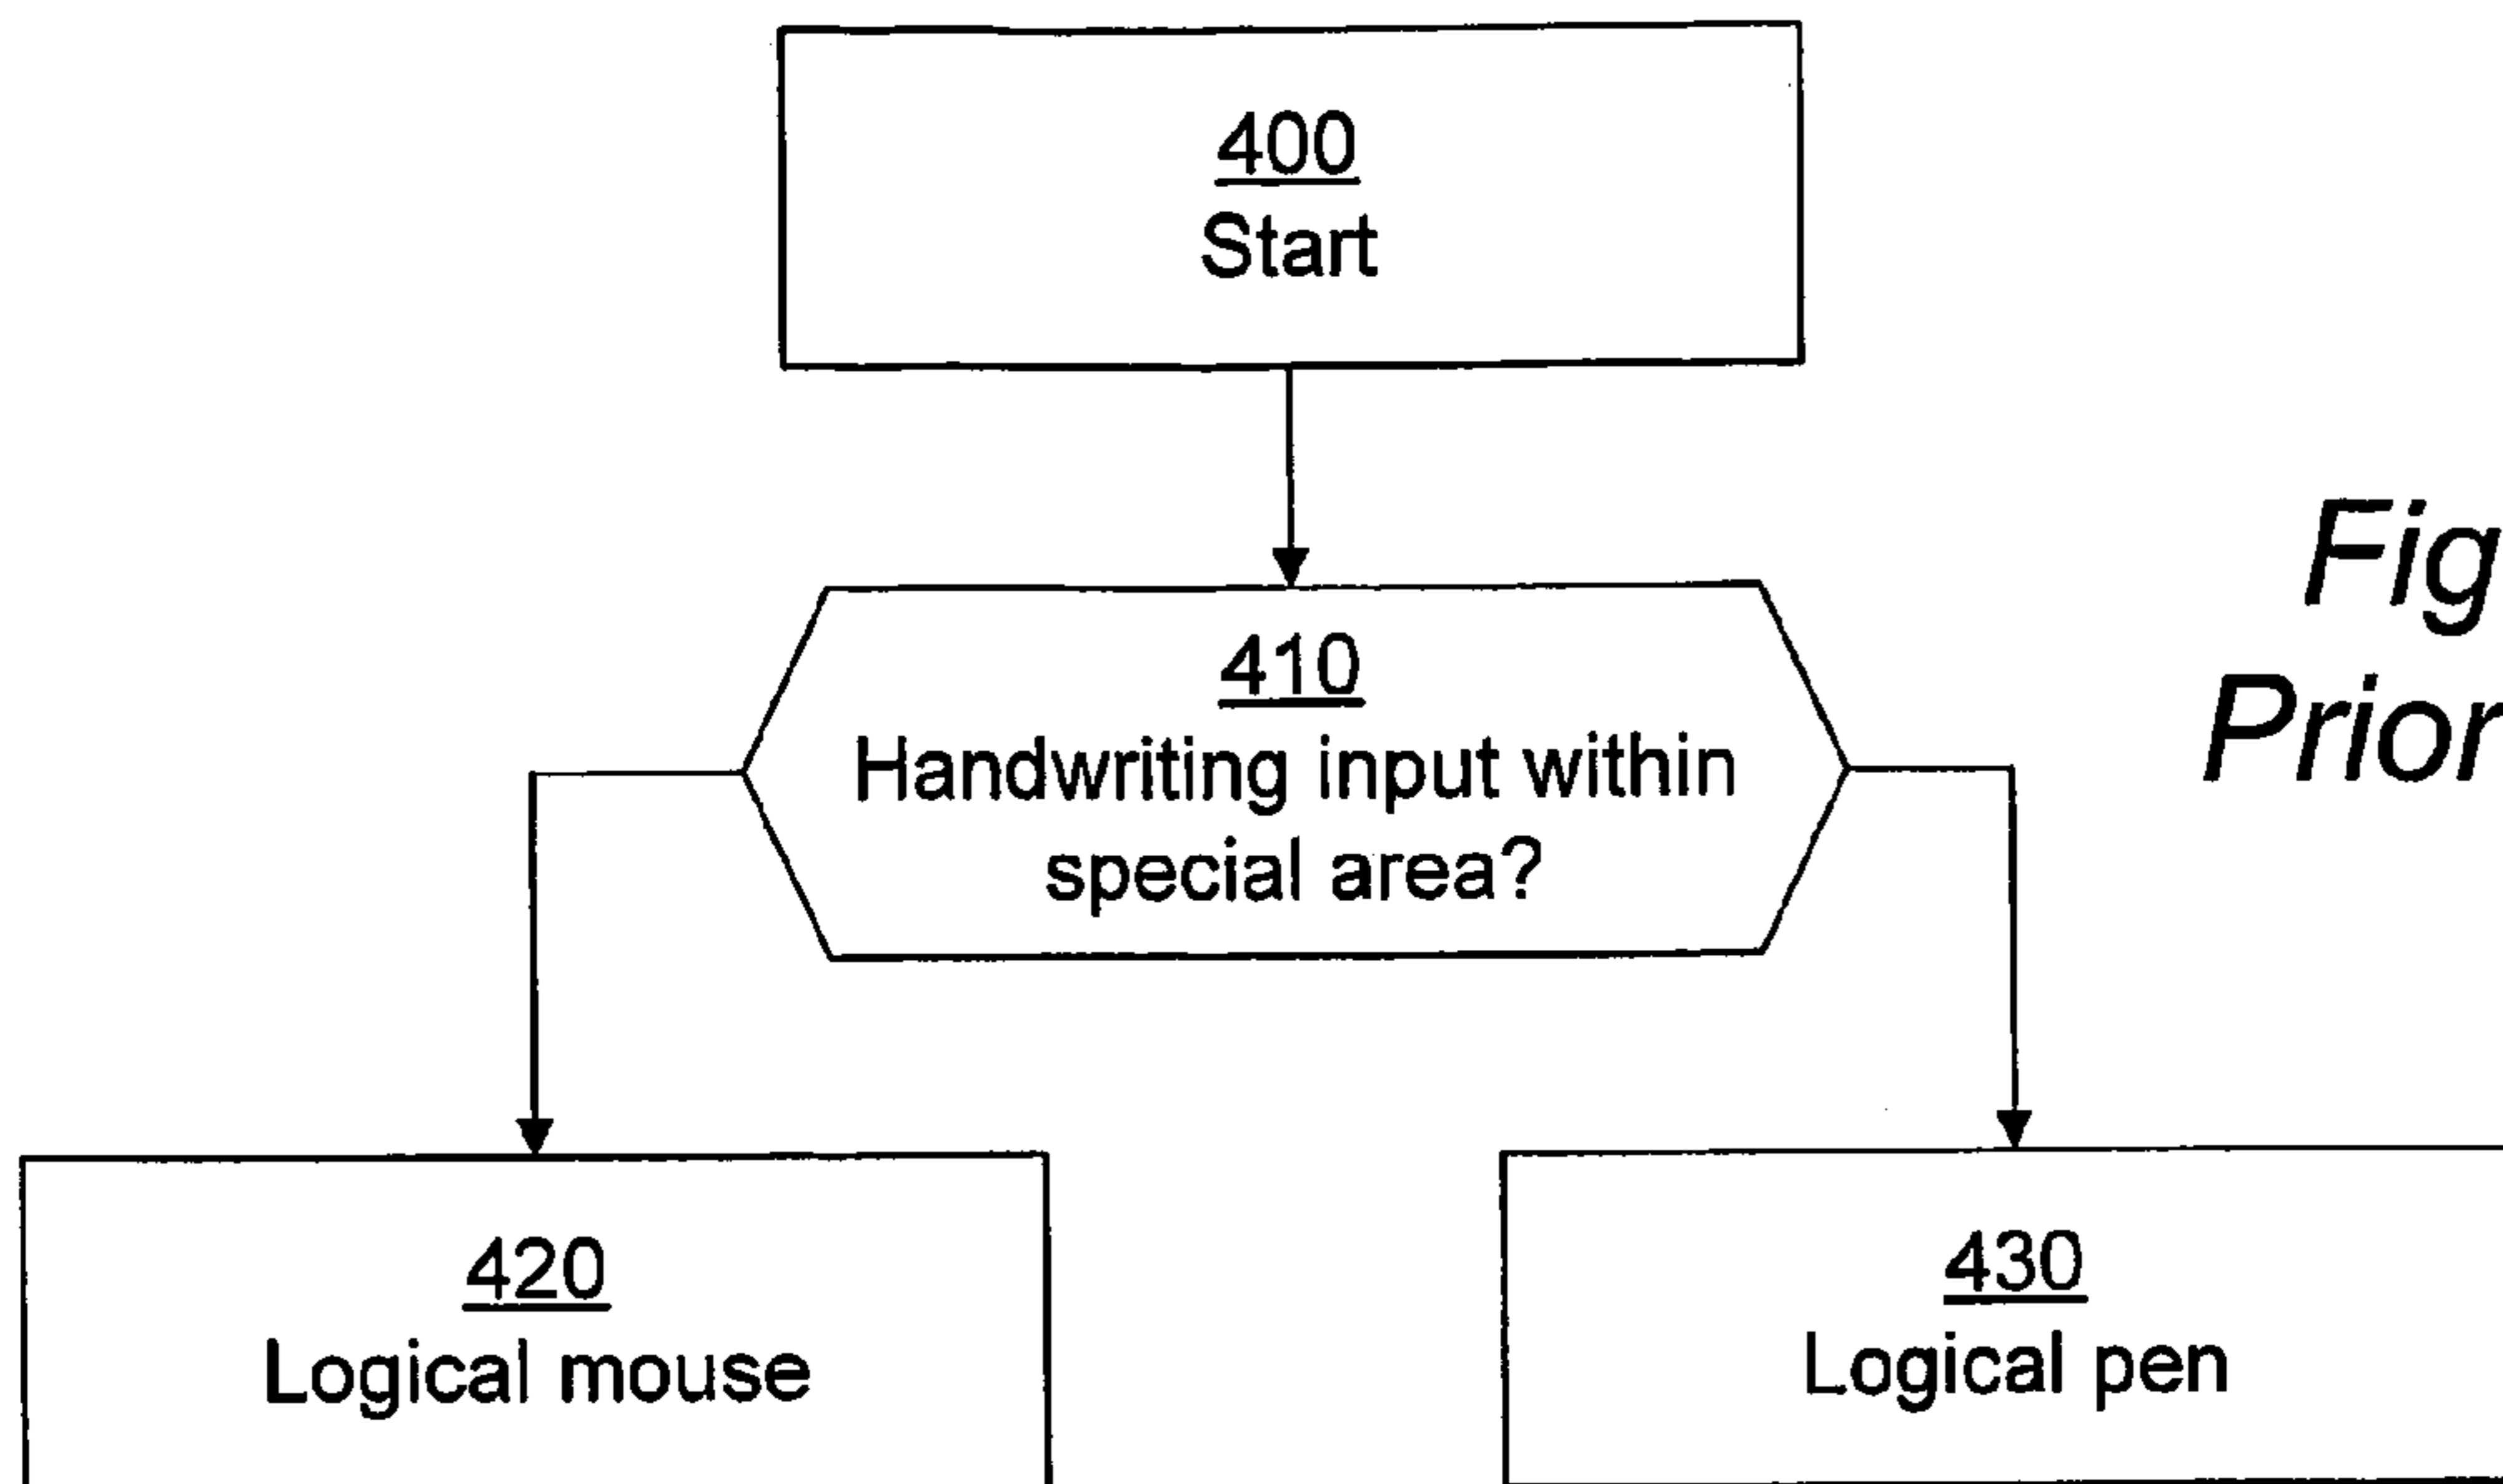 400
Start
Fig
410
Prior
Handwriting input within
special area?
420
Logical mouse
430
Logical pen